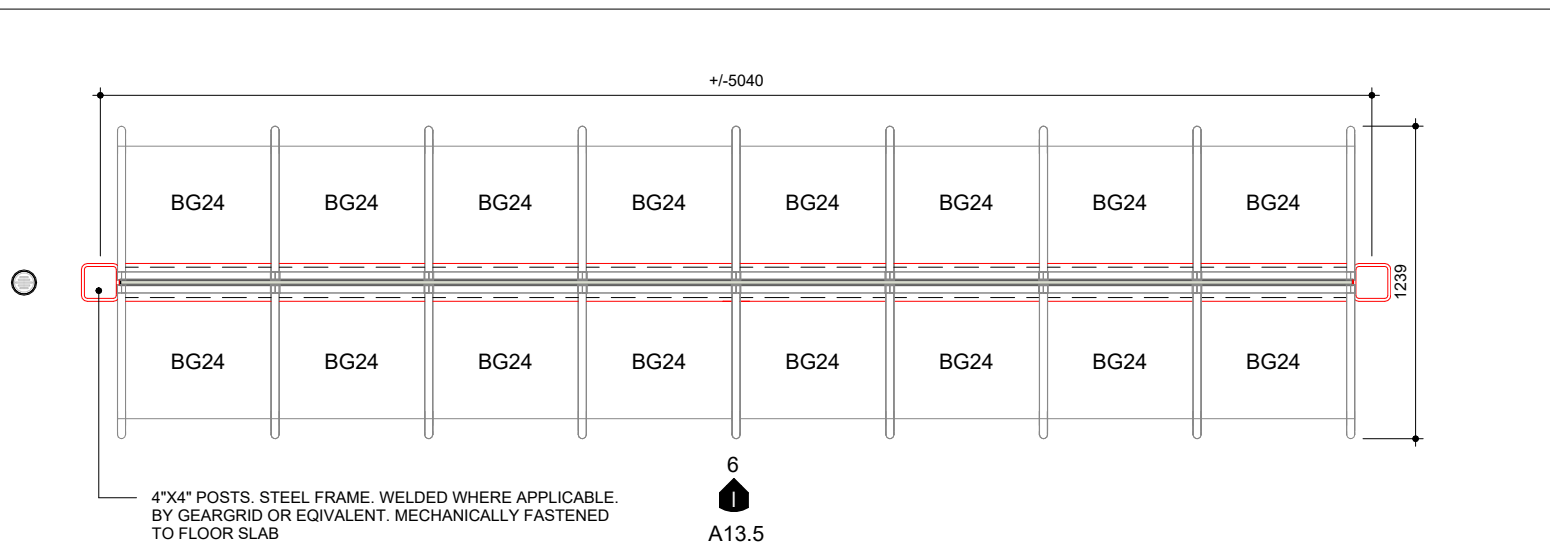 +/-5040
BG24 BG24 BG24 BG24 BG24 BG24 BG24 BG24
1239
BG24 BG24 BG24 BG24 BG24 BG24 BG24 BG24
6
I
A13.5
4"X4" POSTS. STEEL FRAME. WELDED WHERE APPLICABLE.
BY GEARGRID OR EQIVALENT. MECHANICALLY FASTENED
TO FLOOR SLAB